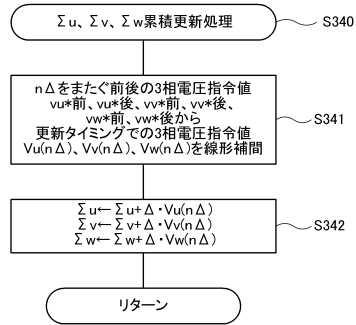 Σu、Σv、Σw累積更新処理
S340
nΔをまたぐ前後の3相電圧指令値
vu*前、vu*後、vv*前、vv*後、
vw*前、vw*後から
更新タイミングでの3相電圧指令値
Vu(nΔ)、Vv(nΔ)、Vw(nΔ)を線形補間
S341
Σu←Σu+Δ・Vu(nΔ)
Σv←Σv+Δ・Vv(nΔ)
Σw←Σw+Δ・Vw(nΔ)
S342
リターン